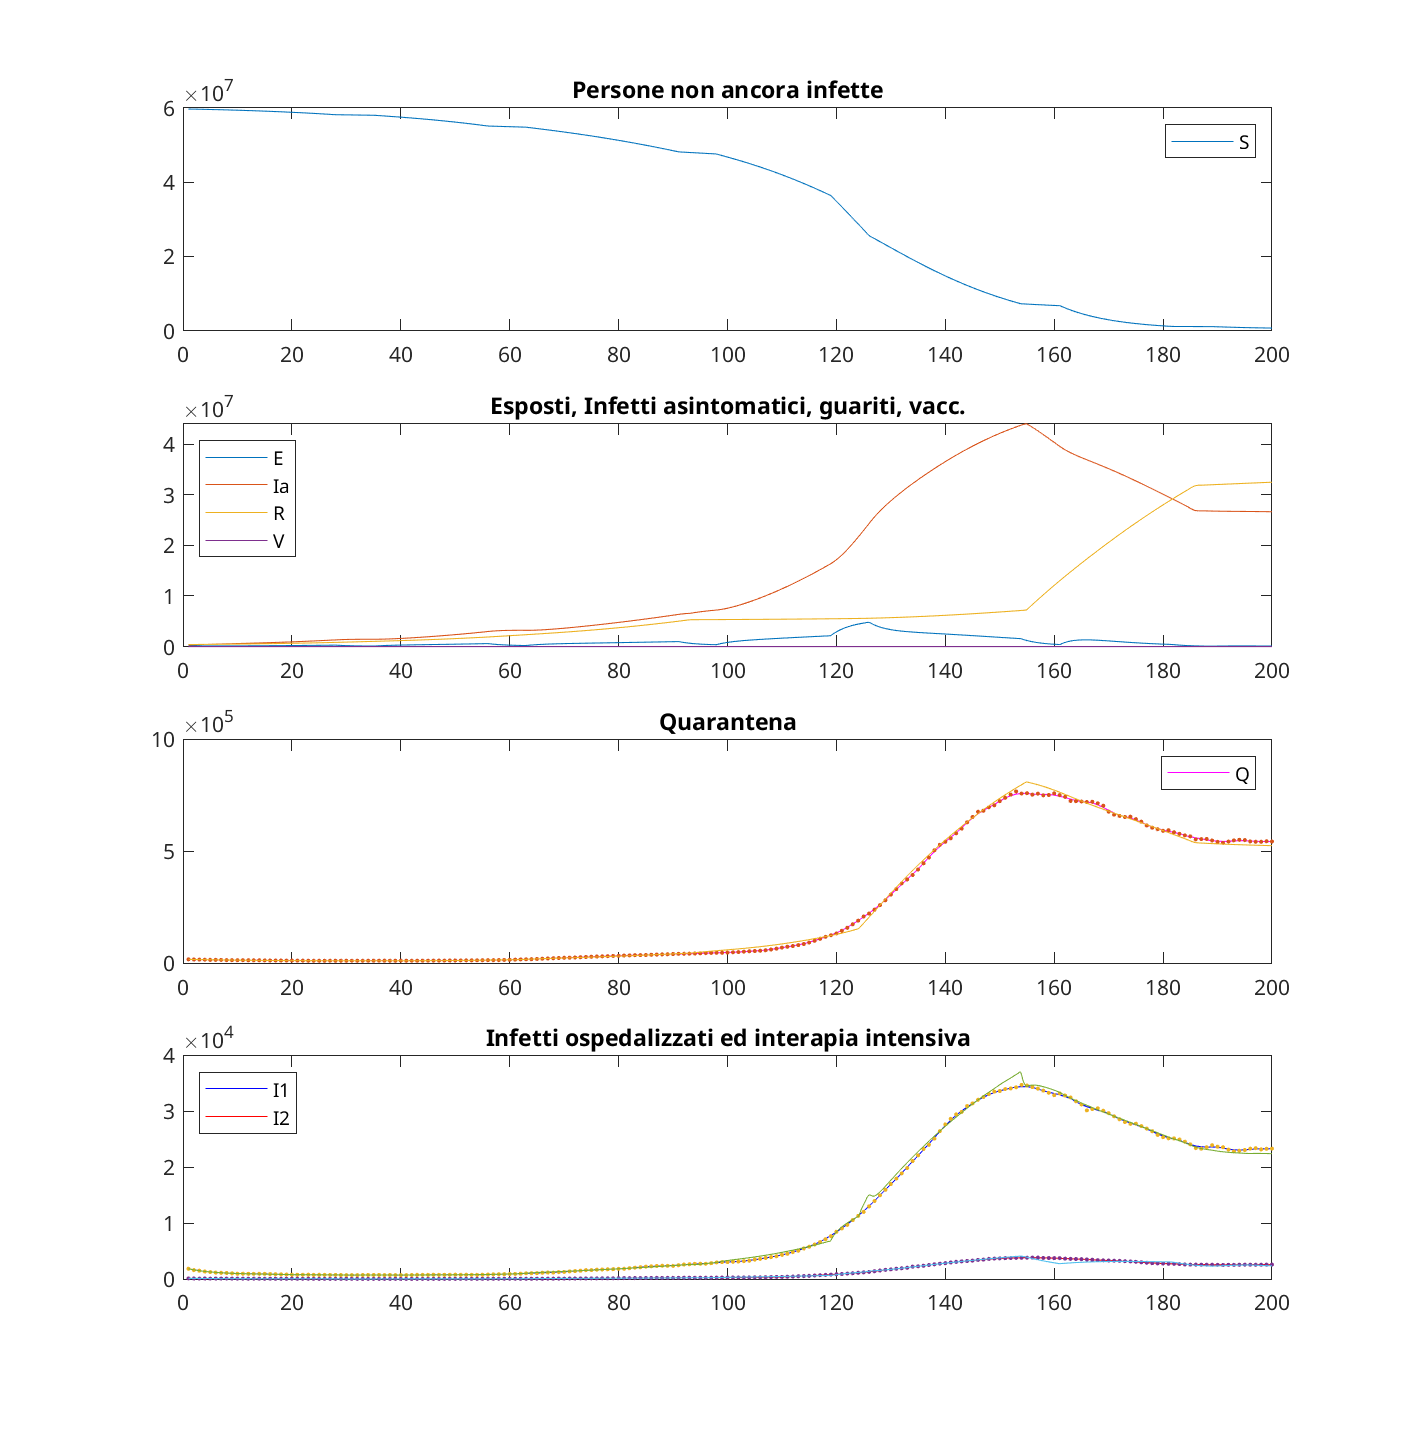 ×10^7
Persone non ancora infette
6
4
2
0
S
0 20 40 60 80 100 120 140 160 180 200
×10^7
Esposti, Infetti asintomatici, guariti, vacc.
4
3
2
1
0
E
Ia
R
V
0 20 40 60 80 100 120 140 160 180 200
×10^5
Quarantena
10
5
0
Q
0 20 40 60 80 100 120 140 160 180 200
×10^4
Infetti ospedalizzati ed interapia intensiva
4
3
2
1
0
I1
I2
0 20 40 60 80 100 120 140 160 180 200